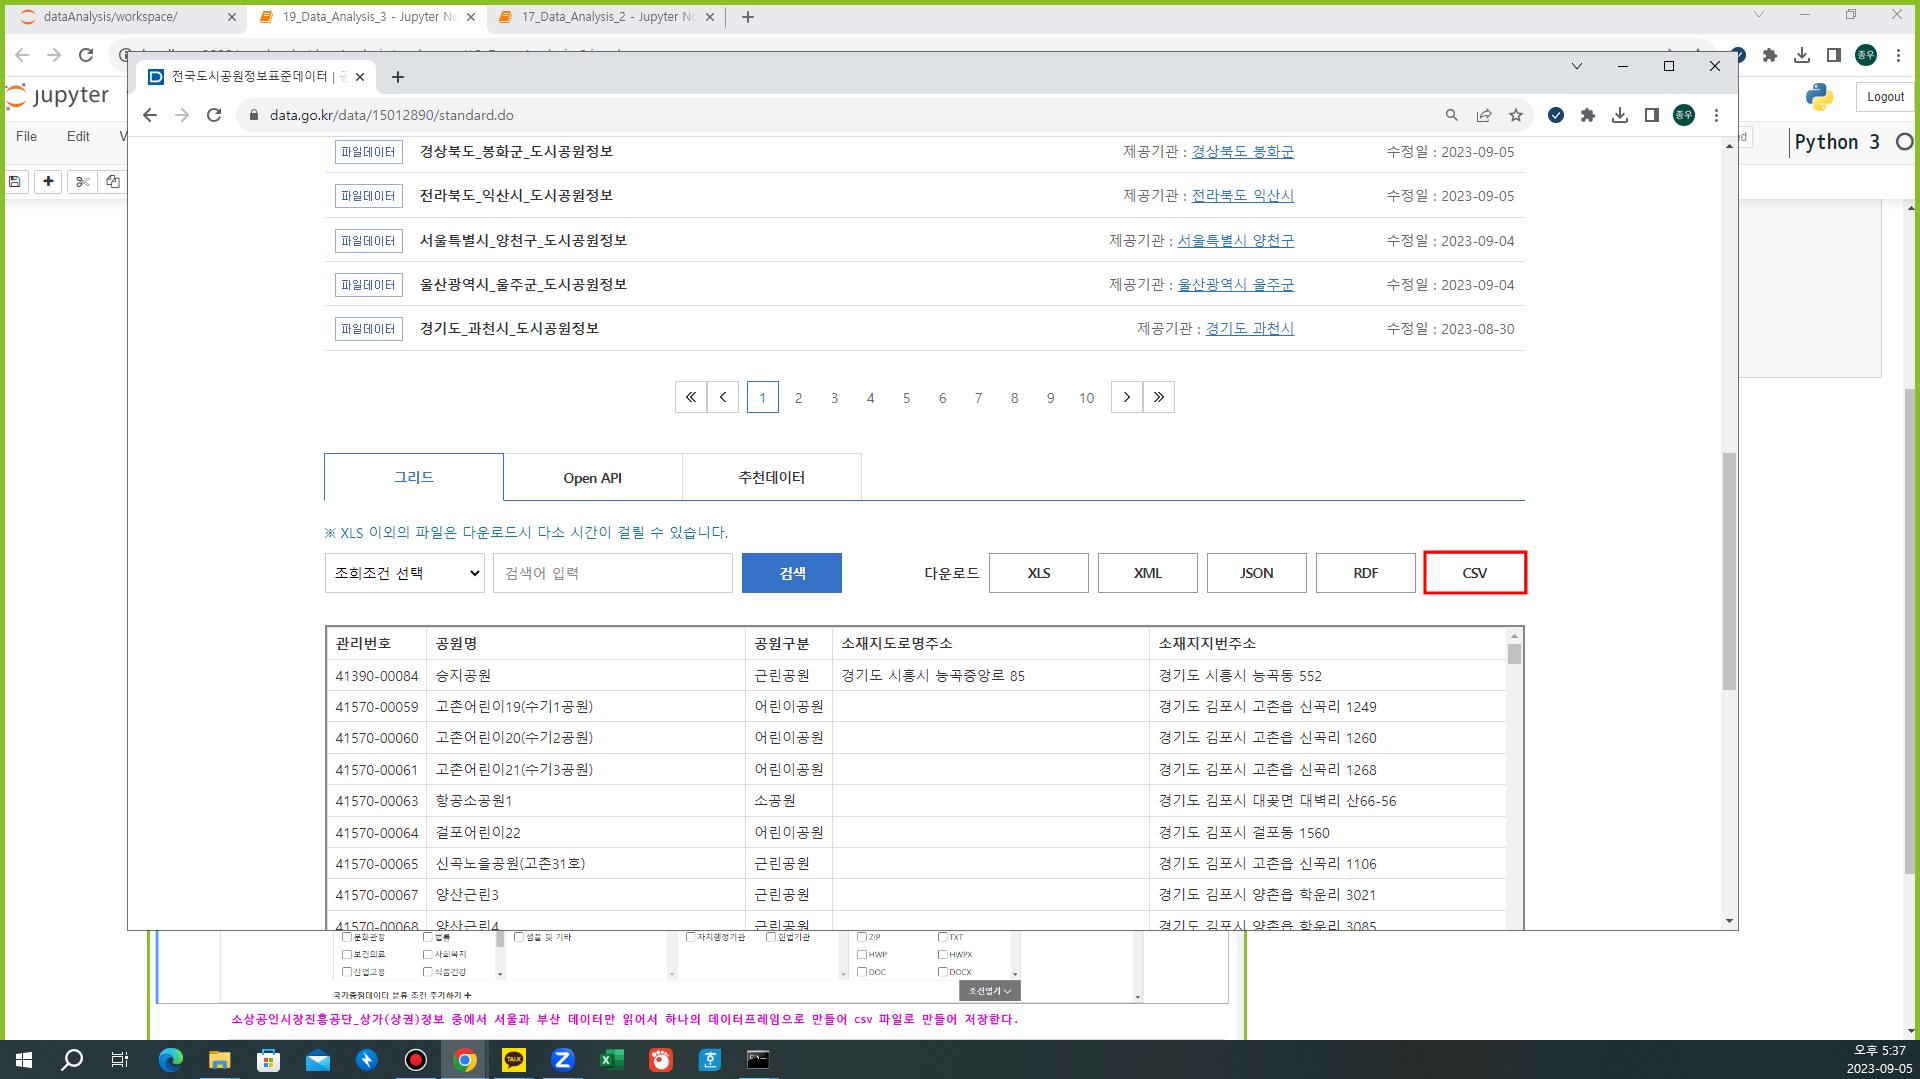 dataAnalysis/workspace/
19_Data_Analysis_3 - Jupyter No
17_Data_Analysis_2 - Jupyter No
종우
jupyter
Logout
File Edit V
Python 3
전국도시공원정보표준데이터 | 공
data.go.kr/data/15012890/standard.do
종우
파일데이터 경상북도_봉화군_도시공원정보 제공기관 : 경상북도 봉화군 수정일 : 2023-09-05
파일데이터 전라북도_익산시_도시공원정보 제공기관 : 전라북도 익산시 수정일 : 2023-09-05
파일데이터 서울특별시_양천구_도시공원정보 제공기관 : 서울특별시 양천구 수정일 : 2023-09-04
파일데이터 울산광역시_울주군_도시공원정보 제공기관 : 울산광역시 울주군 수정일 : 2023-09-04
파일데이터 경기도_과천시_도시공원정보 제공기관 : 경기도 과천시 수정일 : 2023-08-30
1 2 3 4 5 6 7 8 9 10
그리드 Open API 추천데이터
※ XLS 이외의 파일은 다운로드시 다소 시간이 걸릴 수 있습니다.
조회조건 선택 검색어 입력 검색 다운로드 XLS XML JSON RDF CSV
관리번호 공원명 공원구분 소재지도로명주소 소재지지번주소
41390-00084 승지공원 근린공원 경기도 시흥시 능곡중앙로 85 경기도 시흥시 능곡동 552
41570-00059 고촌어린이19(수기1공원) 어린이공원 경기도 김포시 고촌읍 신곡리 1249
41570-00060 고촌어린이20(수기2공원) 어린이공원 경기도 김포시 고촌읍 신곡리 1260
41570-00061 고촌어린이21(수기3공원) 어린이공원 경기도 김포시 고촌읍 신곡리 1268
41570-00063 항공소공원1 소공원 경기도 김포시 대곶면 대벽리 산66-56
41570-00064 걸포어린이22 어린이공원 경기도 김포시 걸포동 1560
41570-00065 신곡노을공원(고촌31호) 근린공원 경기도 김포시 고촌읍 신곡리 1106
41570-00067 양산근린3 근린공원 경기도 김포시 양촌읍 학운리 3021
41570-00068 양산근린4 근린공원 경기도 김포시 양촌읍 학운리 3085
문화관광 법률 샘플 및 기타 자치행정기관 헌법기관 ZIP TXT
보건의료 사회복지 HWP HWPX
산업고용 식품건강 DOC DOCX
국가중점데이터 분류 조건 추가하기 +
조건열기
소상공인시장진흥공단_상가(상권)정보 중에서 서울과 부산 데이터만 읽어서 하나의 데이터프레임으로 만들어 csv 파일로 만들어 저장한다.
TALK
오후 5:37
2023-09-05